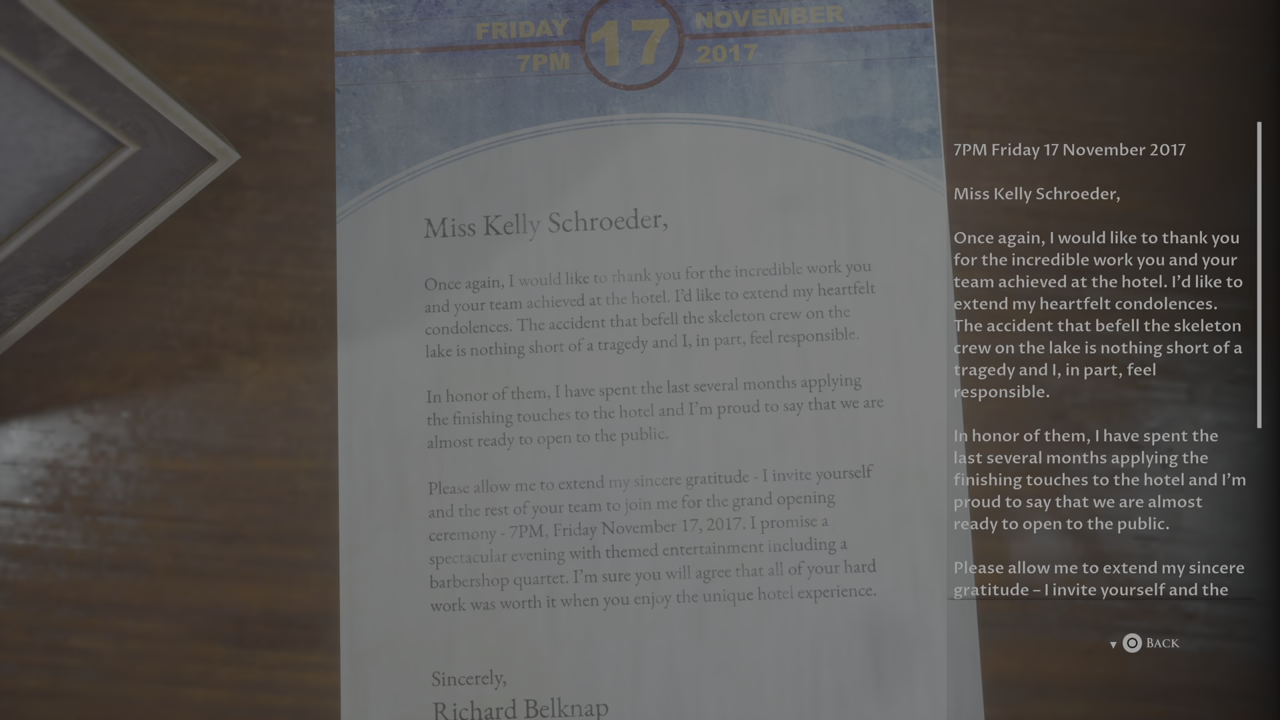 FRIDAY
7PM
17
NOVEMBER
2017
Miss Kelly Schroeder,
Once again, I would like to thank you for the incredible work you
and your team achieved at the hotel. I'd like to extend my heartfelt
condolences. The accident that befell the skeleton crew on the
lake is nothing short of a tragedy and I, in part, feel responsible.
In honor of them, I have spent the last several months applying
the finishing touches to the hotel and I'm proud to say that we are
almost ready to open to the public.
Please allow me to extend my sincere gratitude - I invite yourself
and the rest of your team to join me for the grand opening
ceremony - 7PM, Friday November 17, 2017. I promise a
spectacular evening with themed entertainment including a
barbershop quartet. I'm sure you will agree that all of your hard
work was worth it when you enjoy the unique hotel experience.
Sincerely,
Richard Belknap
7PM Friday 17 November 2017
Miss Kelly Schroeder,
Once again, I would like to thank you
for the incredible work you and your
team achieved at the hotel. I'd like to
extend my heartfelt condolences.
The accident that befell the skeleton
crew on the lake is nothing short of a
tragedy and I, in part, feel
responsible.
In honor of them, I have spent the
last several months applying the
finishing touches to the hotel and I'm
proud to say that we are almost
ready to open to the public.
Please allow me to extend my sincere
gratitude – I invite yourself and the
BACK